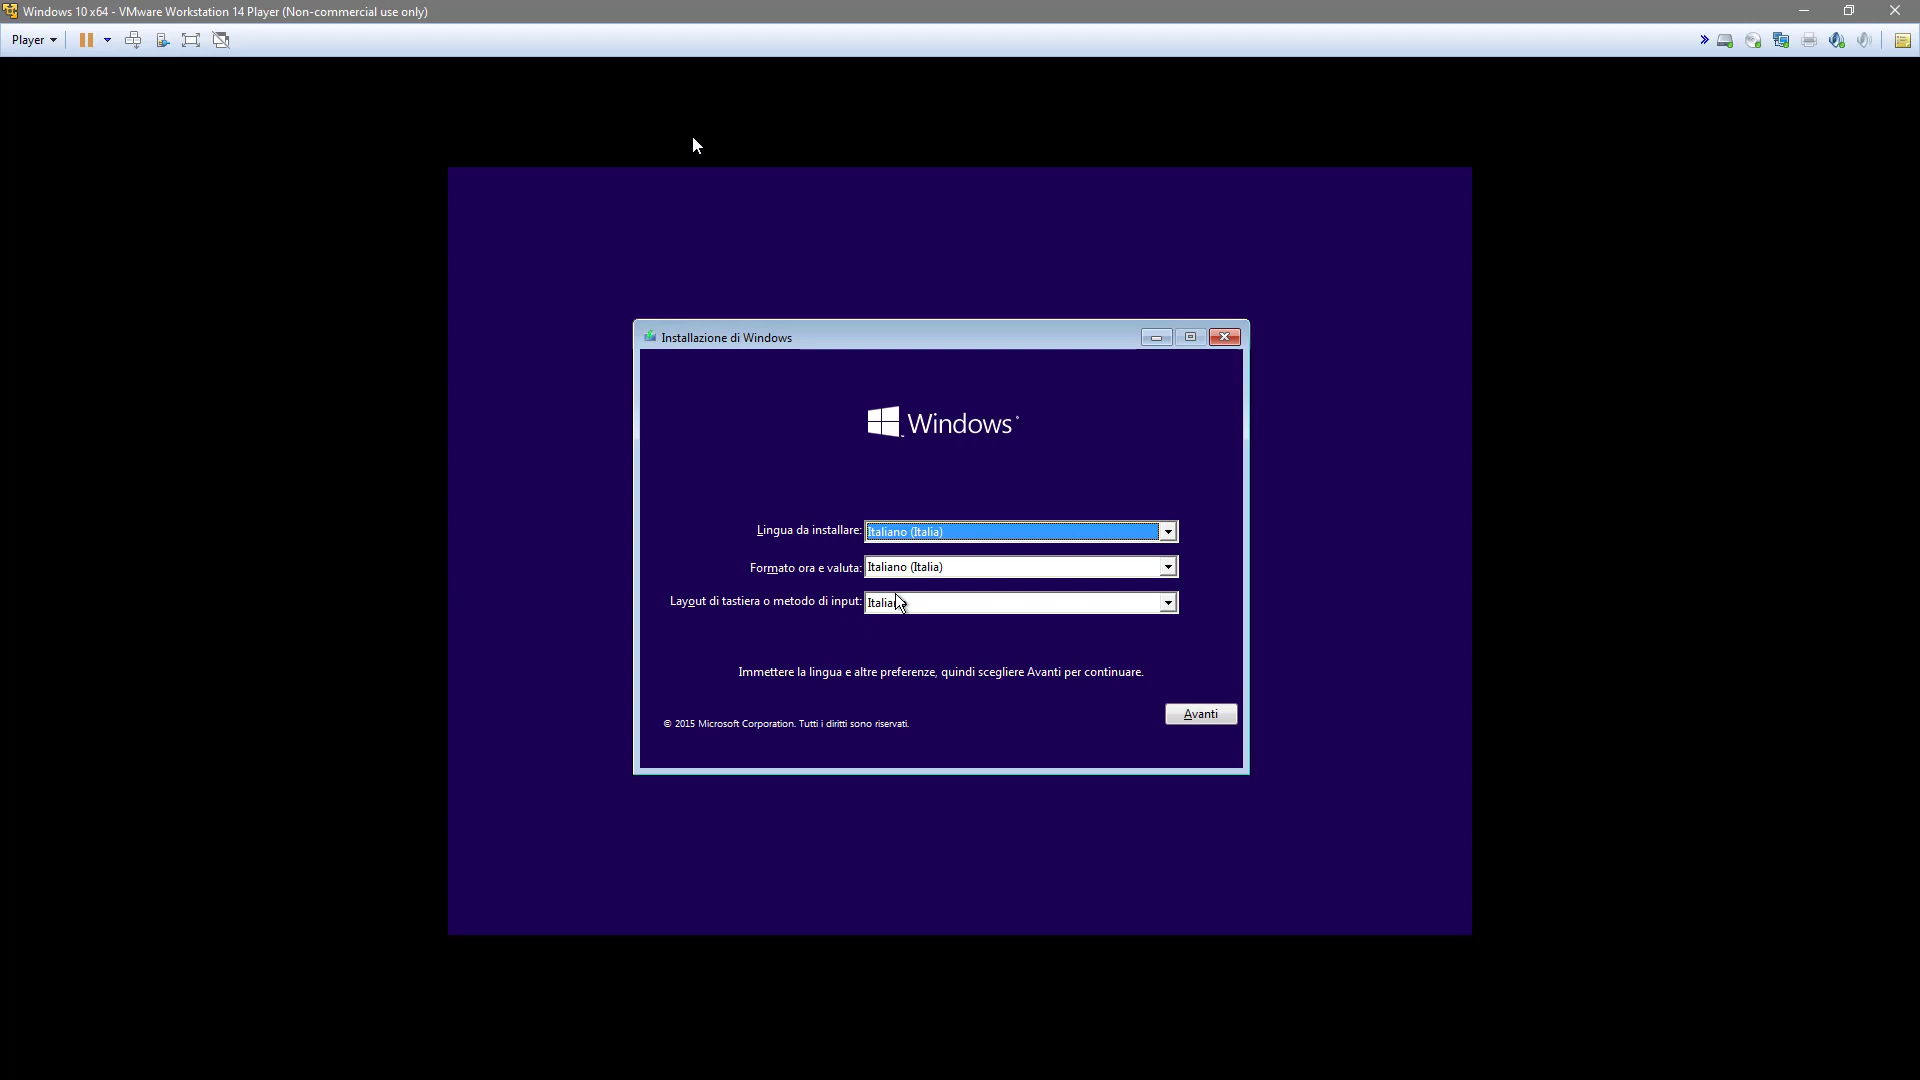 Windows 10 x64 - VMware Workstation 14 Player (Non-commercial use only)
Player
Installazione di Windows
Windows
Lingua da installare: Italiano (Italia)
Formato ora e valuta: Italiano (Italia)
Layout di tastiera o metodo di input: Italiano
Immettere la lingua e altre preferenze, quindi scegliere Avanti per continuare.
Avanti
© 2015 Microsoft Corporation. Tutti i diritti sono riservati.